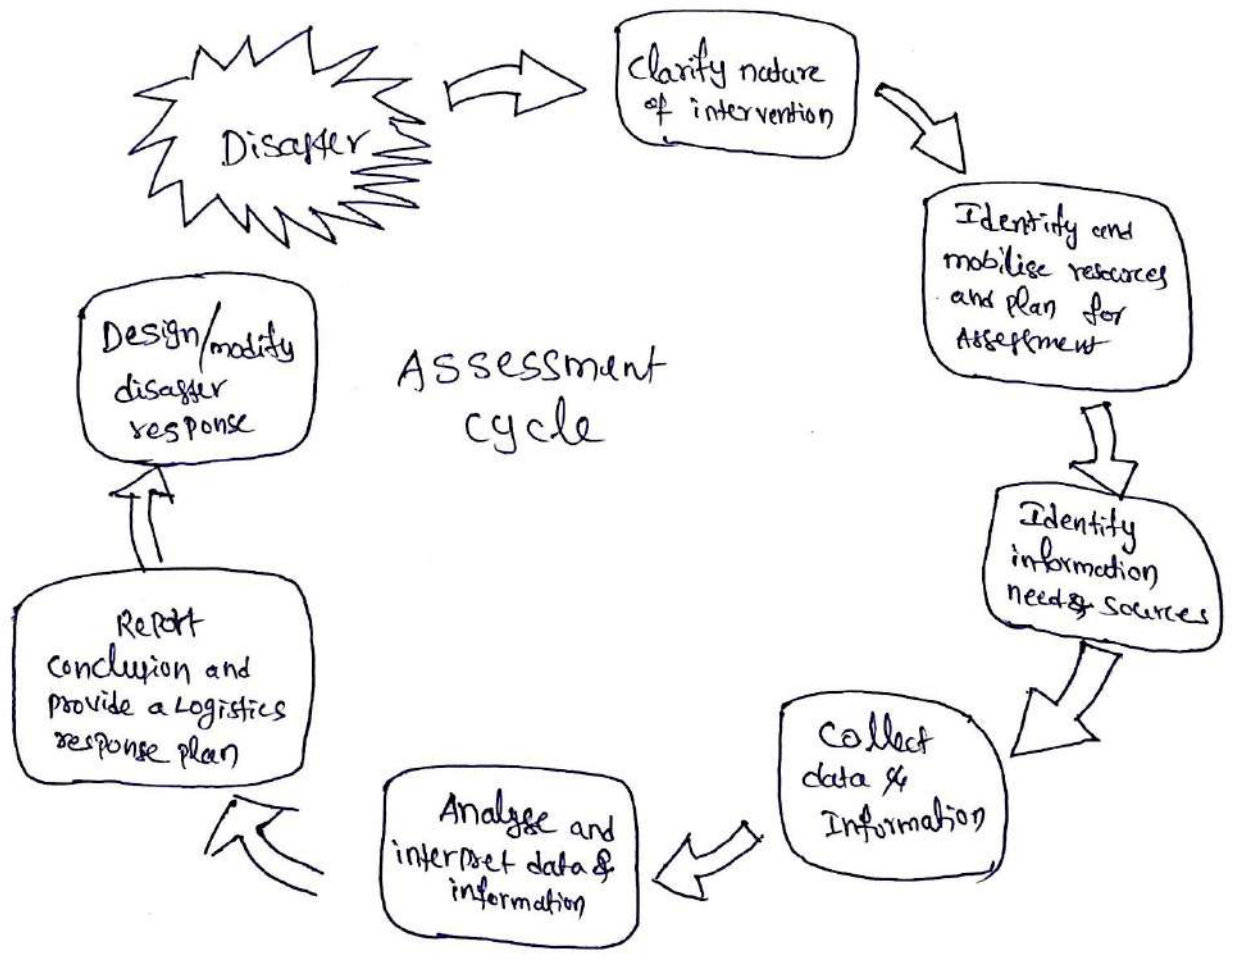 Disaster
Clarify nature
of intervention
Identify and
mobilise resources
and plan for
Assessment
Identify
information
need & sources
Collect
data &
Information
Analyse and
interpret data &
information
Report
conclusion and
provide a Logistics
response plan
Design/modify
disaster
response
Assessment
cycle